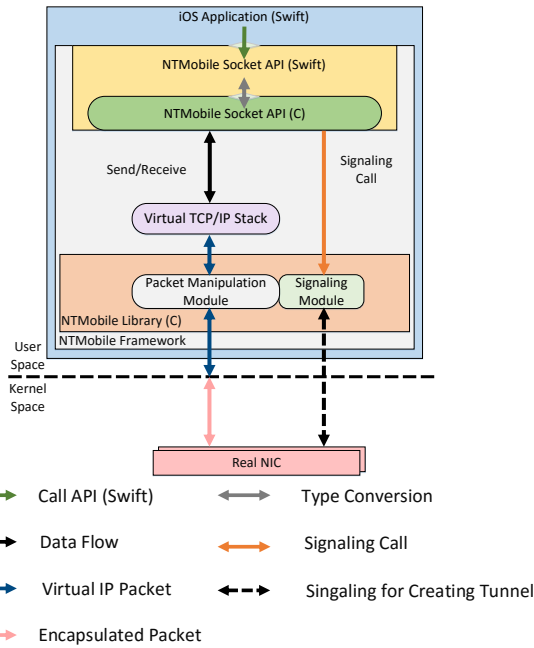 iOS Application (Swift)
NTMobile Socket API (Swift)
NTMobile Socket API (C)
Send/Receive
Signaling
Call
Virtual TCP/IP Stack
Packet Manipulation
Module
Signaling
Module
NTMobile Library (C)
NTMobile Framework
User
Space
Kernel
Space
Real NIC
Call API (Swift)
Type Conversion
Data Flow
Signaling Call
Virtual IP Packet
Singaling for Creating Tunnel
Encapsulated Packet